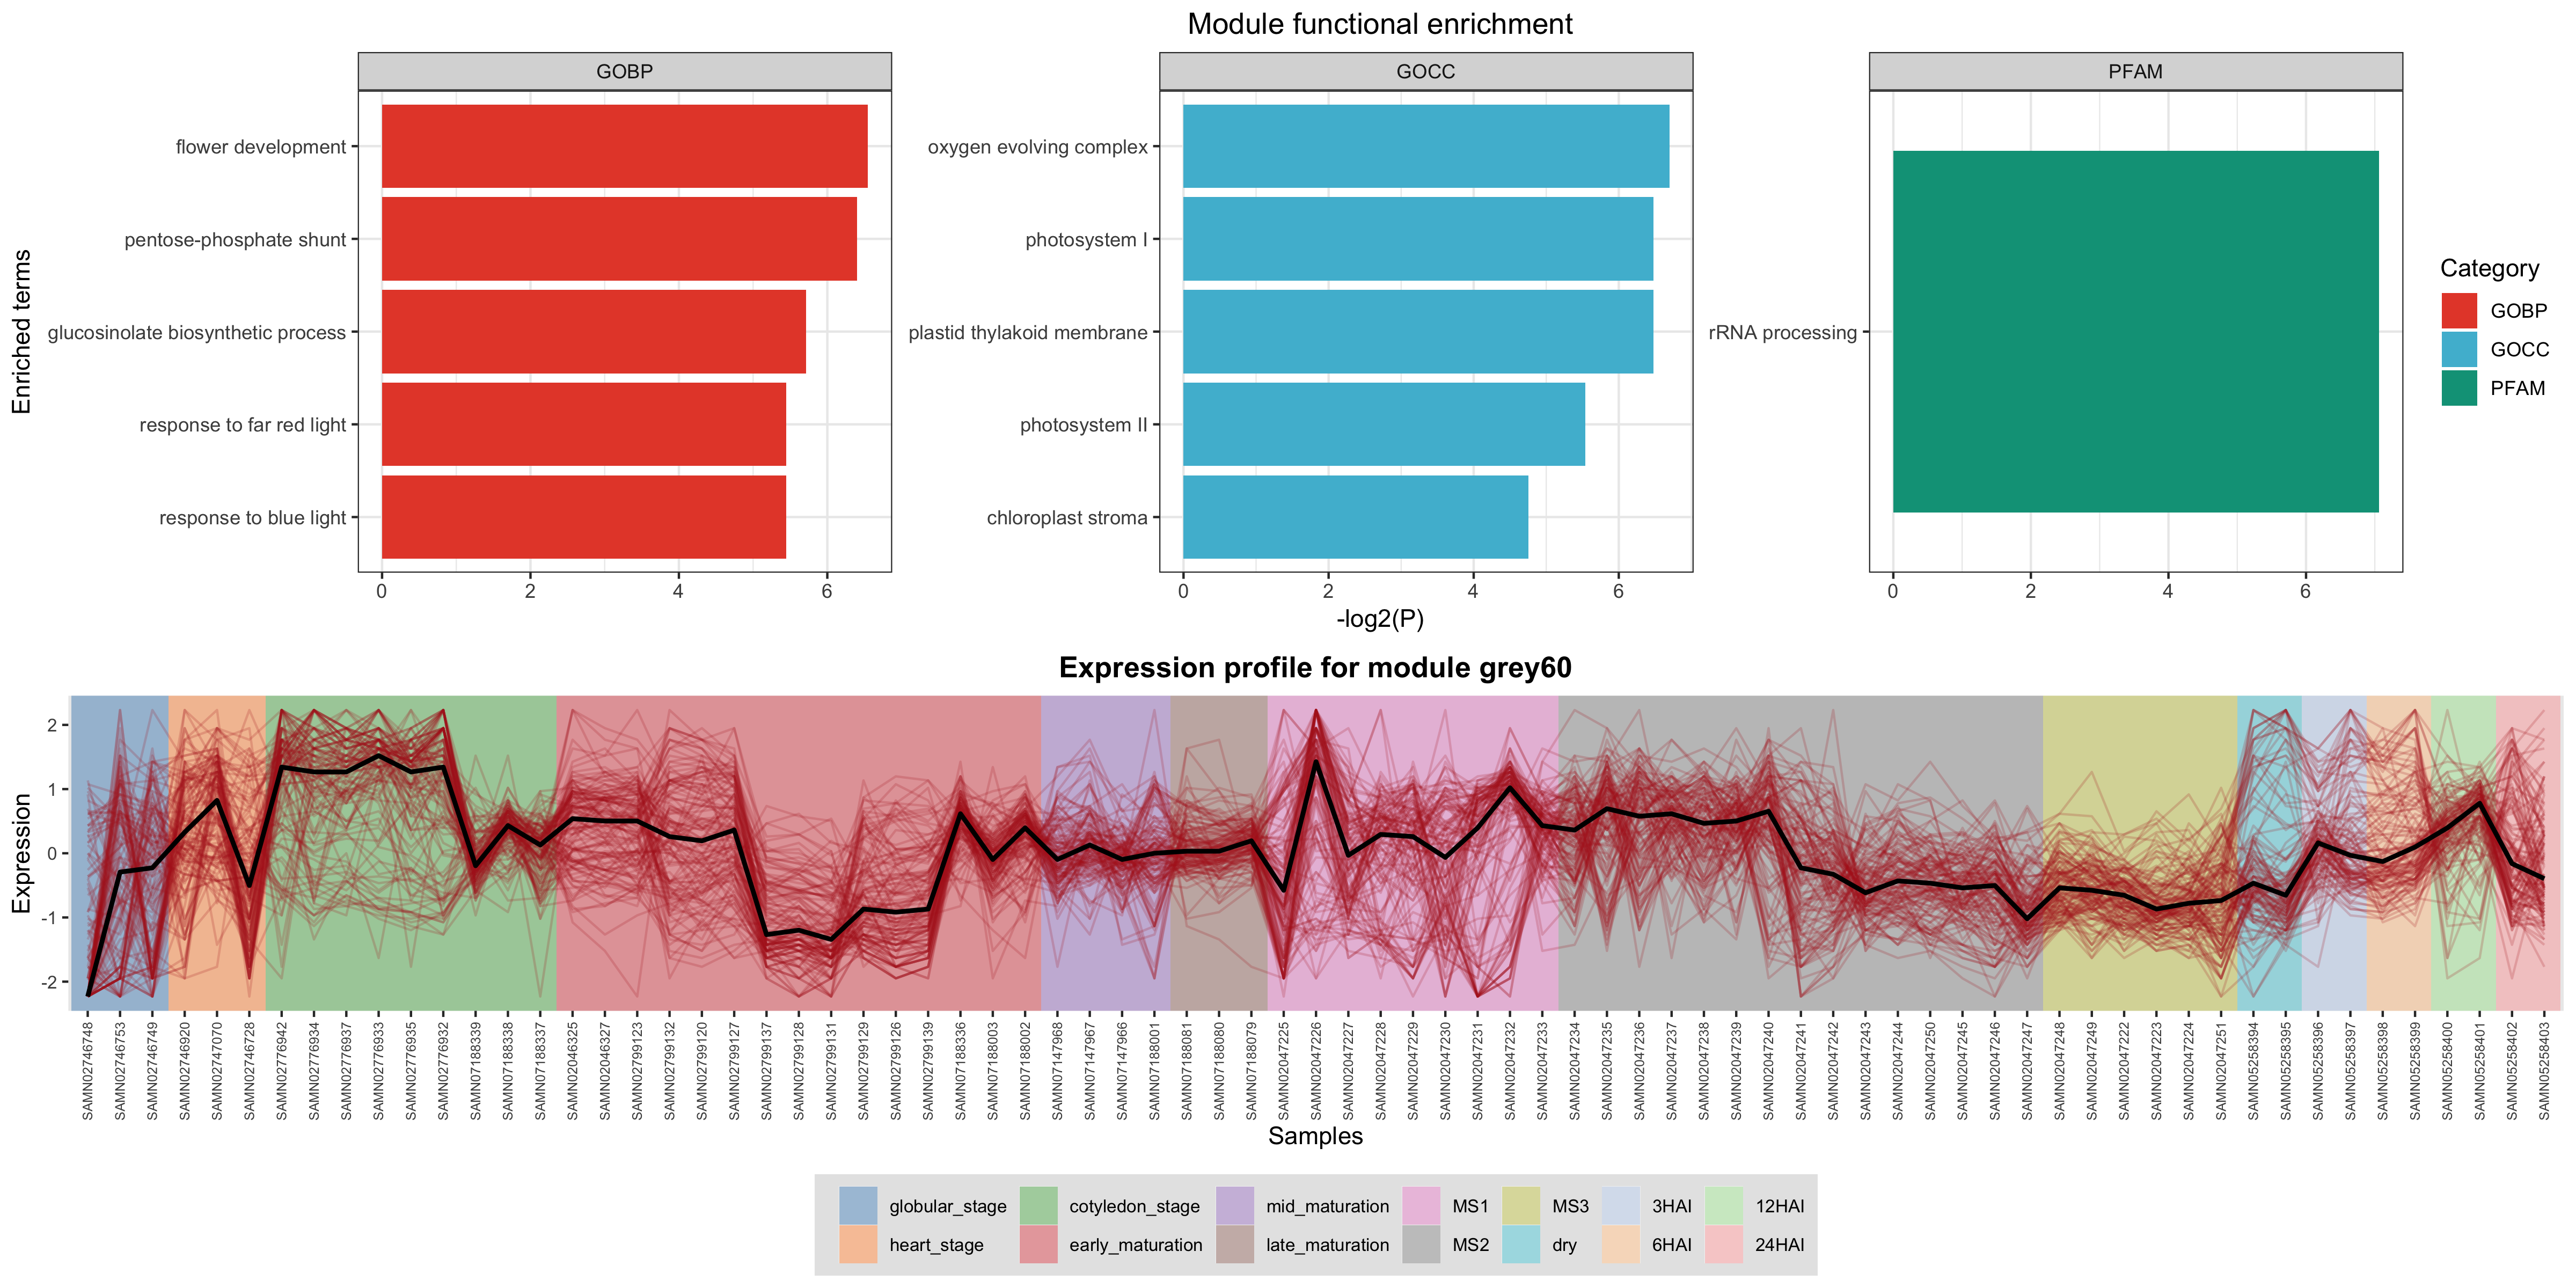 Module functional enrichment
GOBP
GOCC
PFAM
Enriched terms
flower development
pentose-phosphate shunt
glucosinolate biosynthetic process
response to far red light
response to blue light
0 2 4 6
oxygen evolving complex
photosystem I
plastid thylakoid membrane
photosystem II
chloroplast stroma
0 2 4 6
rRNA processing
0 2 4 6
-log2(P)
Category
GOBP
GOCC
PFAM
Expression profile for module grey60
Expression
2
1
0
-1
-2
SAMN02746748
SAMN02746753
SAMN02746749
SAMN02746920
SAMN02747070
SAMN02746728
SAMN02776942
SAMN02776934
SAMN02776937
SAMN02776933
SAMN02776935
SAMN02776932
SAMN07188339
SAMN07188338
SAMN07188337
SAMN02046325
SAMN02046327
SAMN02799123
SAMN02799132
SAMN02799120
SAMN02799127
SAMN02799137
SAMN02799128
SAMN02799131
SAMN02799129
SAMN02799126
SAMN02799139
SAMN07188336
SAMN07188003
SAMN07188002
SAMN07147968
SAMN07147967
SAMN07147966
SAMN07188001
SAMN07188081
SAMN07188080
SAMN07188079
SAMN02047225
SAMN02047226
SAMN02047227
SAMN02047228
SAMN02047229
SAMN02047230
SAMN02047231
SAMN02047232
SAMN02047233
SAMN02047234
SAMN02047235
SAMN02047236
SAMN02047237
SAMN02047238
SAMN02047239
SAMN02047240
SAMN02047241
SAMN02047242
SAMN02047243
SAMN02047244
SAMN02047250
SAMN02047245
SAMN02047246
SAMN02047247
SAMN02047248
SAMN02047249
SAMN02047222
SAMN02047223
SAMN02047224
SAMN02047251
SAMN05258394
SAMN05258395
SAMN05258396
SAMN05258397
SAMN05258398
SAMN05258399
SAMN05258400
SAMN05258401
SAMN05258402
SAMN05258403
Samples
globular_stage cotyledon_stage mid_maturation MS1 MS3 3HAI 12HAI
heart_stage early_maturation late_maturation MS2 dry 6HAI 24HAI